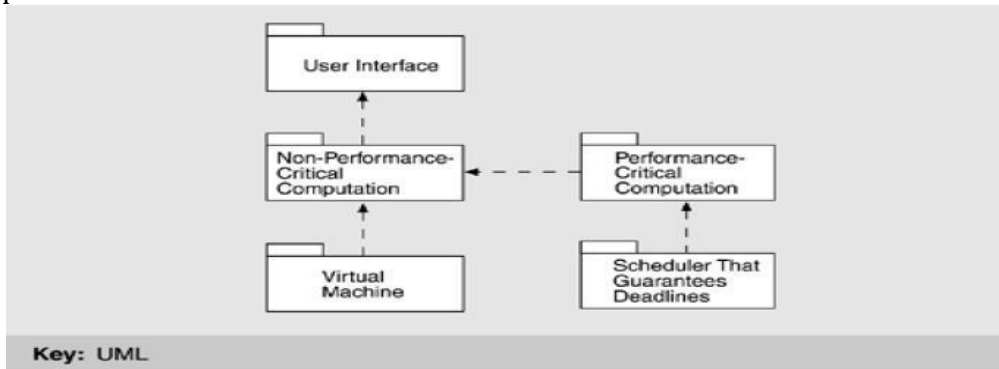 User Interface
Non-Performance-
Critical
Computation
Performance-
Critical
Computation
Virtual
Machine
Scheduler That
Guarantees
Deadlines
Key: UML